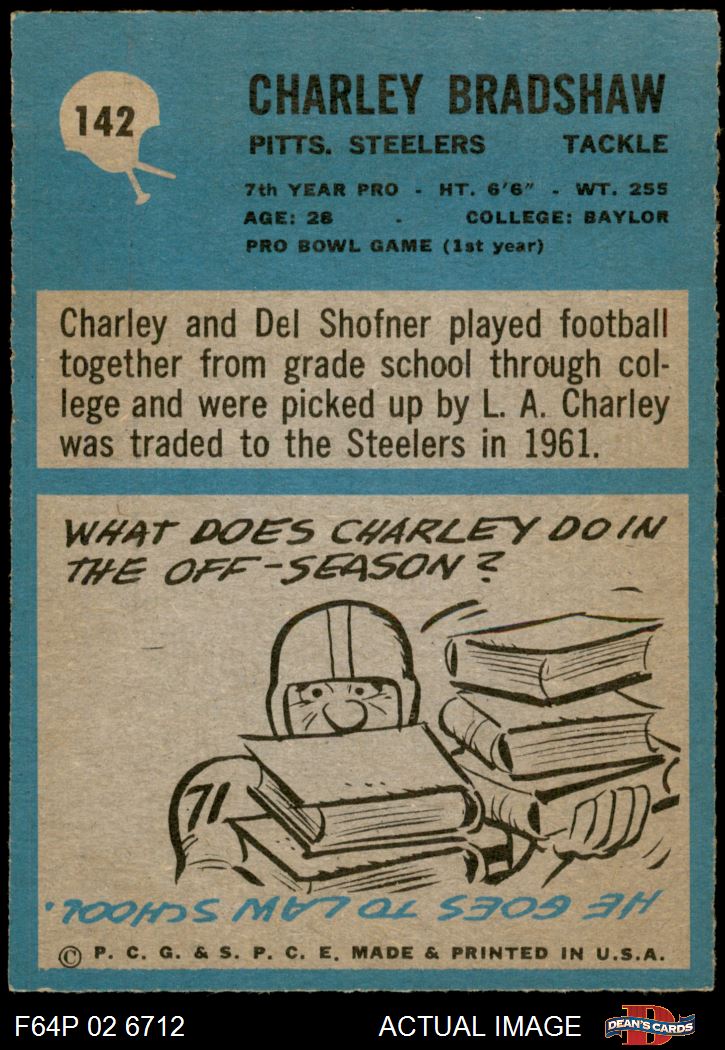 142
CHARLEY BRADSHAW
PITTS. STEELERS TACKLE
7th YEAR PRO - HT. 6'6" - WT. 255
AGE: 28 - COLLEGE: BAYLOR
PRO BOWL GAME (1st year)
Charley and Del Shofner played football
together from grade school through col-
lege and were picked up by L. A. Charley
was traded to the Steelers in 1961.
WHAT DOES CHARLEY DO IN
THE OFF-SEASON?
71
HE GOES TO LAW SCHOOL.
© P. C. G. & S. P. C. E. MADE & PRINTED IN U.S.A.
F64P 02 6712 ACTUAL IMAGE
D
DEAN'S CARDS